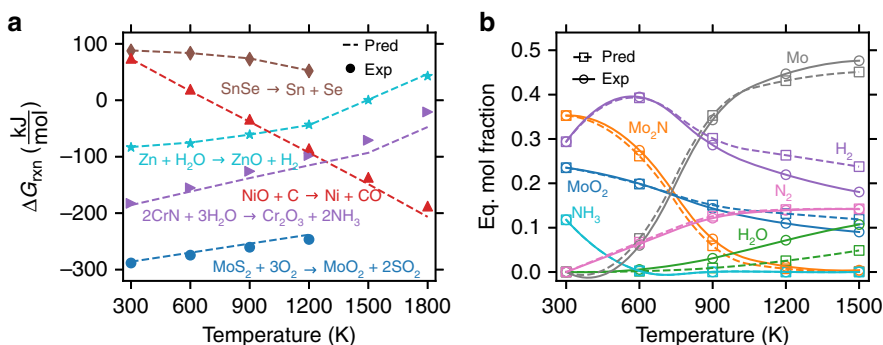 a
ΔG_rxn (kJ/mol)
100
0
−100
−200
−300
Pred
Exp
SnSe → Sn + Se
Zn + H₂O → ZnO + H₂
NiO + C → Ni + CO
2CrN + 3H₂O → Cr₂O₃ + 2NH₃
MoS₂ + 3O₂ → MoO₂ + 2SO₂
300 600 900 1200 1500 1800
Temperature (K)
b
Eq. mol fraction
0.5
0.4
0.3
0.2
0.1
0.0
Pred
Exp
Mo
Mo₂N
H₂
MoO₂
N₂
NH₃
H₂O
300 600 900 1200 1500
Temperature (K)